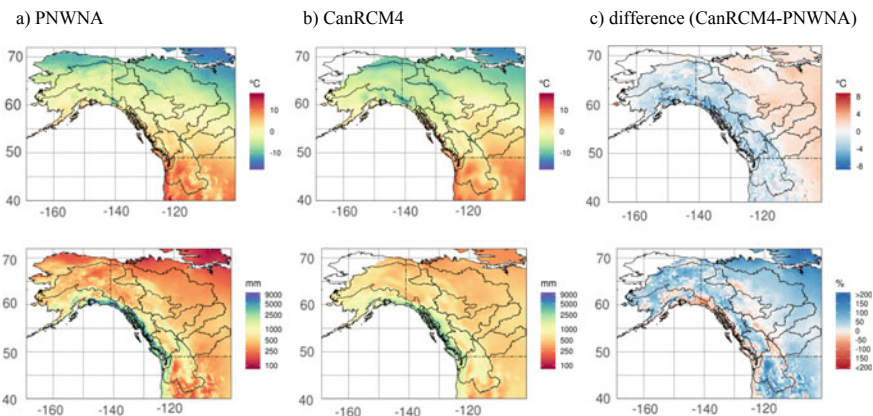 a) PNWNA b) CanRCM4 c) difference (CanRCM4-PNWNA)
70 70 70
°C °C °C
60 10 60 10 60 8
0 0 4
50 -10 50 -10 50 0
-4
-8
40 40 40
-160 -140 -120 -160 -140 -120 -160 -140 -120
70 70 70
mm mm %
60 9000 60 9000 60 >200
5000 5000 150
2500 2500 100
1000 1000 50
50 500 50 500 50 0
250 250 -50
100 100 -100
-150
<200
40 40 40
-160 -140 -120 -160 -140 -120 -160 -140 -120